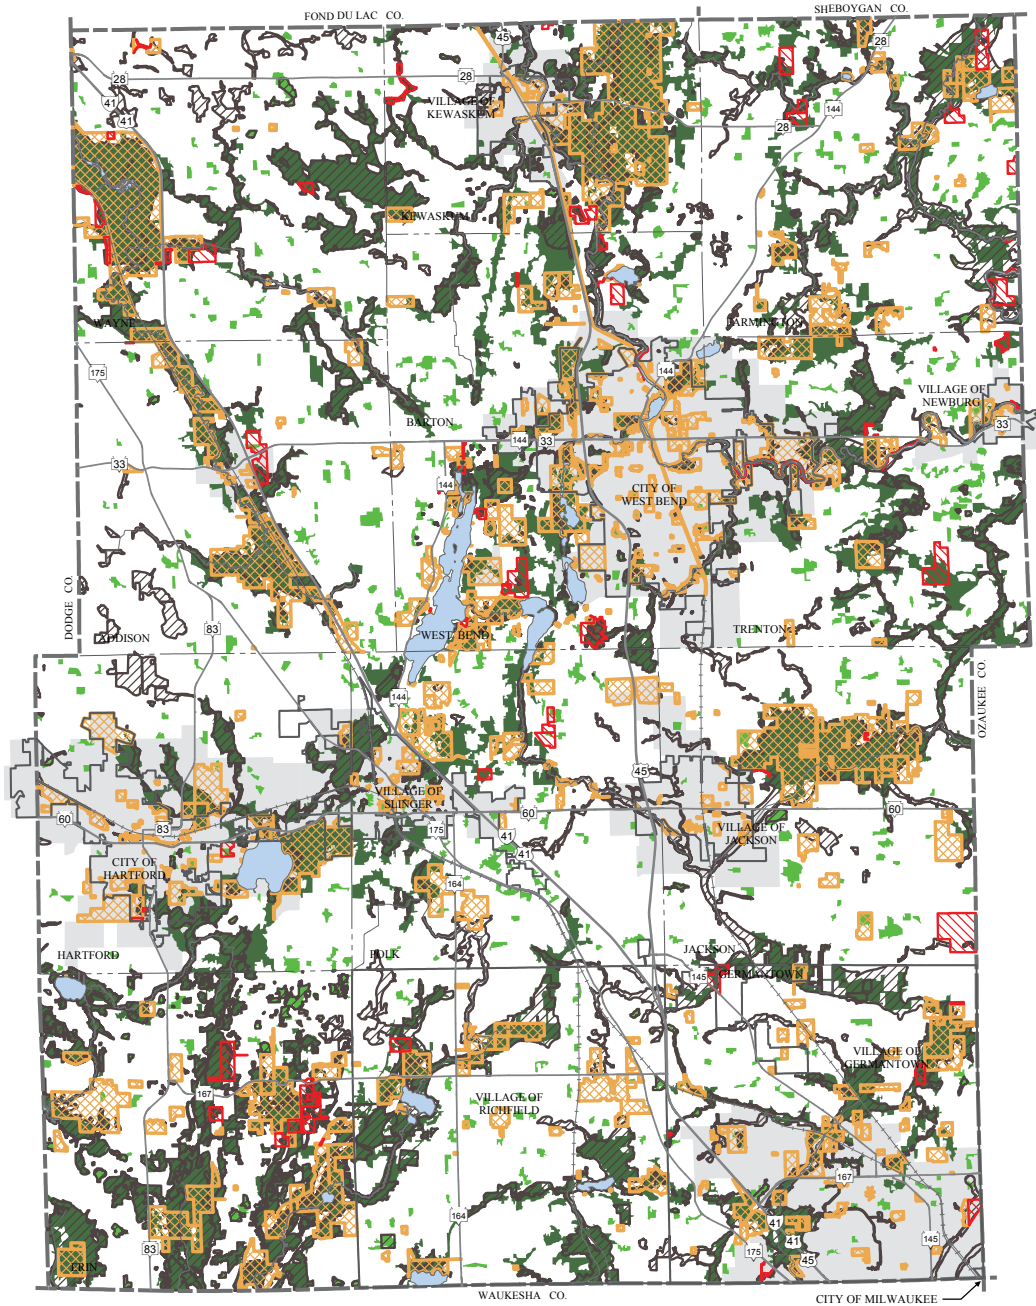 FOND DU LAC CO.
SHEBOYGAN CO.
45
28
28
28
41
VILLAGE OF
KEWASKUM
144
41
28
KEWASKUM
WAYNE
FARMINGTON
175
144
VILLAGE OF
NEWBURG
BARTON
33
144
33
33
144
CITY OF
WEST BEND
DODGE CO.
83
ADDISON
WEST BEND
TRENTON
OZAUKEE CO.
144
45
VILLAGE OF
SLINGER
60
60
60
83
175
41
VILLAGE OF
JACKSON
41
CITY OF
HARTFORD
164
HARTFORD
POLK
JACKSON
145
GERMANTOWN
VILLAGE OF
GERMANTOWN
167
VILLAGE OF
RICHFIELD
167
164
41
83
41
145
175
45
ERIN
WAUKESHA CO.
CITY OF MILWAUKEE